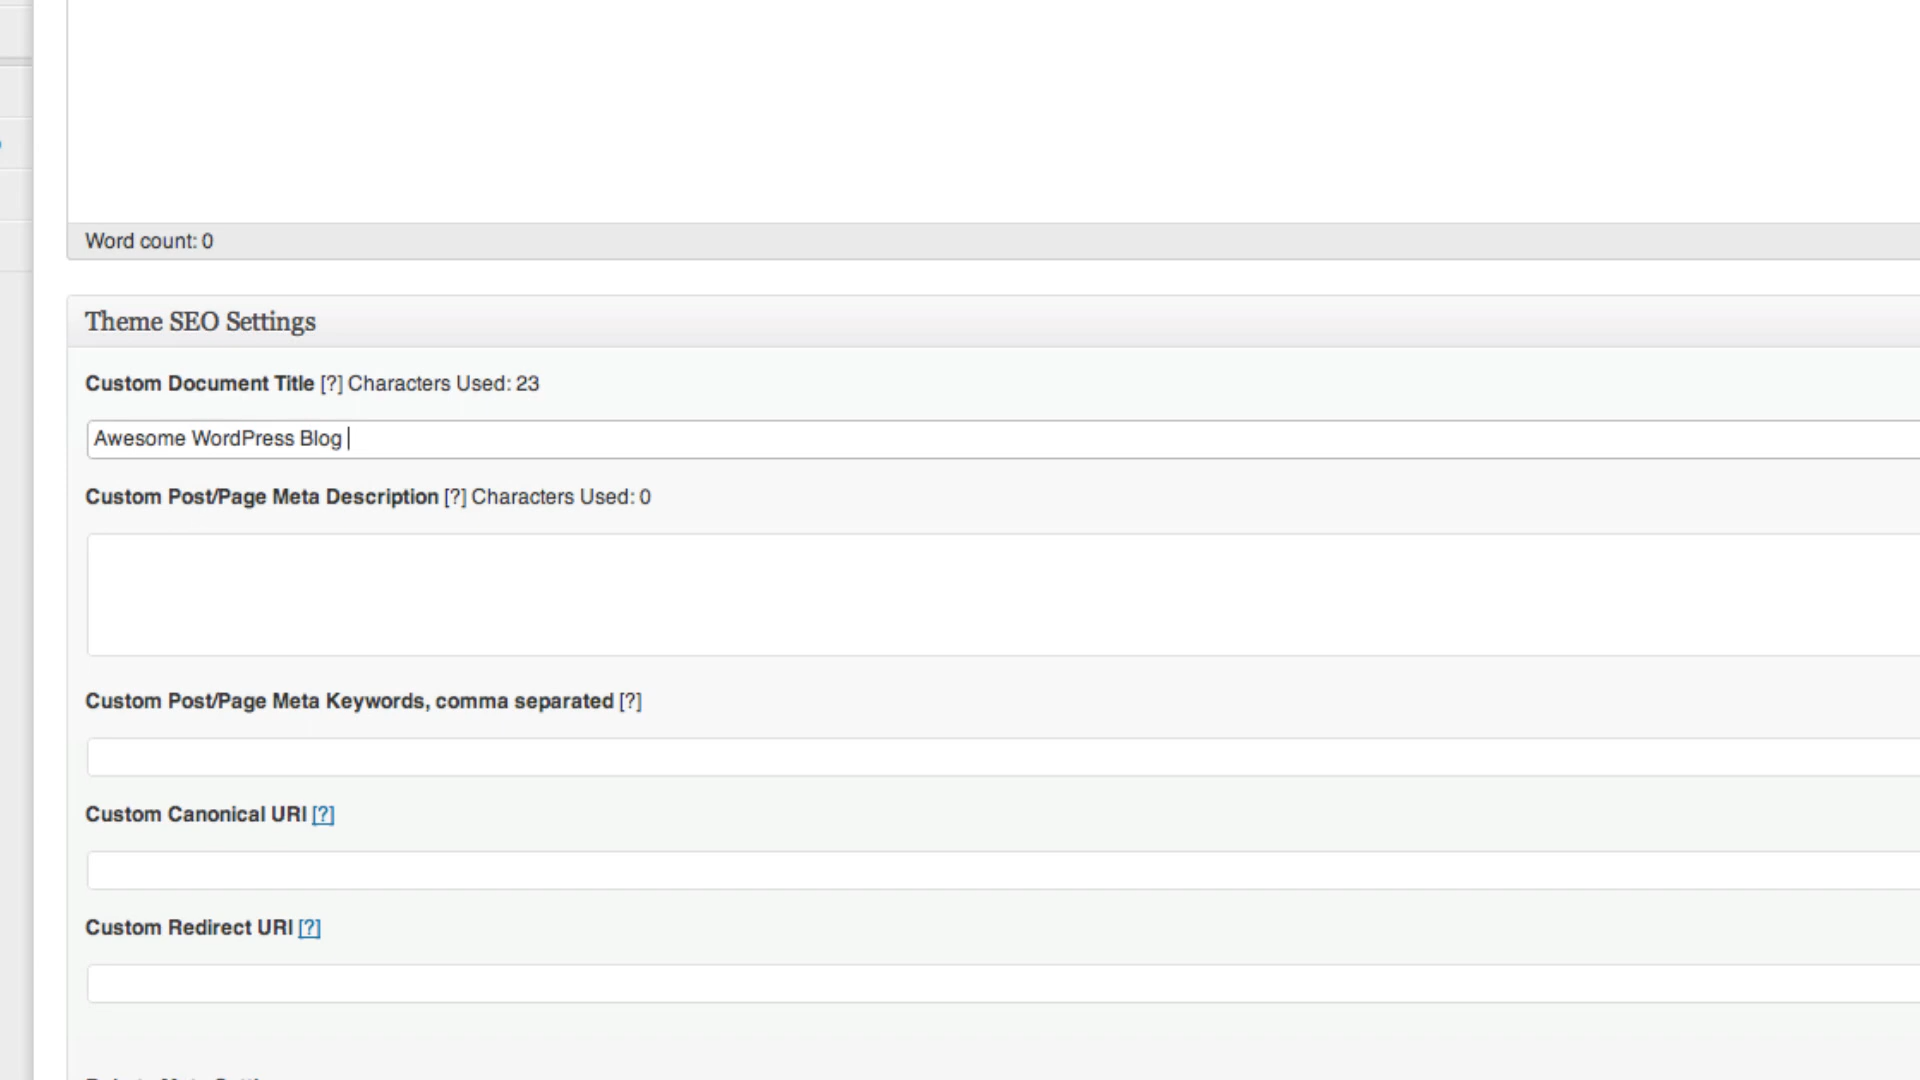 Word count: 0
Theme SEO Settings
Custom Document Title [?] Characters Used: 23
Awesome WordPress Blog
Custom Post/Page Meta Description [?] Characters Used: 0
Custom Post/Page Meta Keywords, comma separated [?]
Custom Canonical URI [?]
Custom Redirect URI [?]